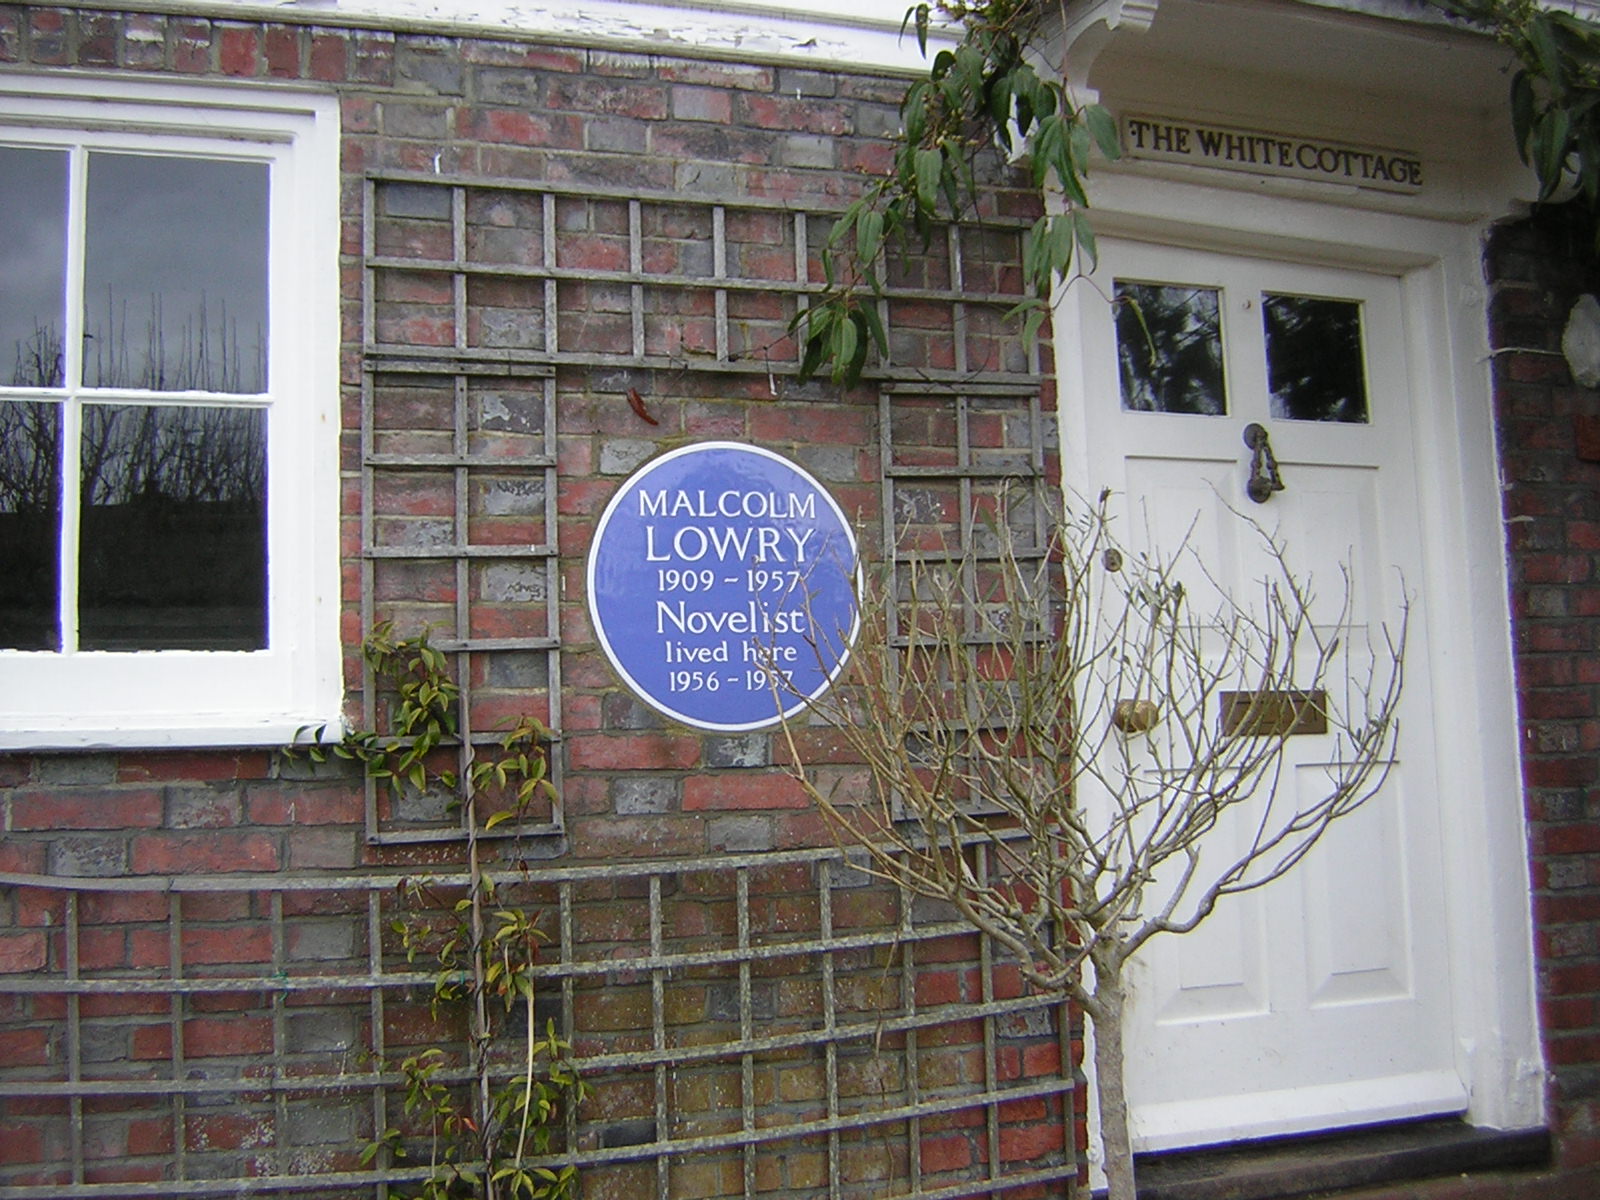 THE WHITE COTTAGE
MALCOLM
LOWRY
1909 - 1957
Novelist
lived here
1956 - 1957